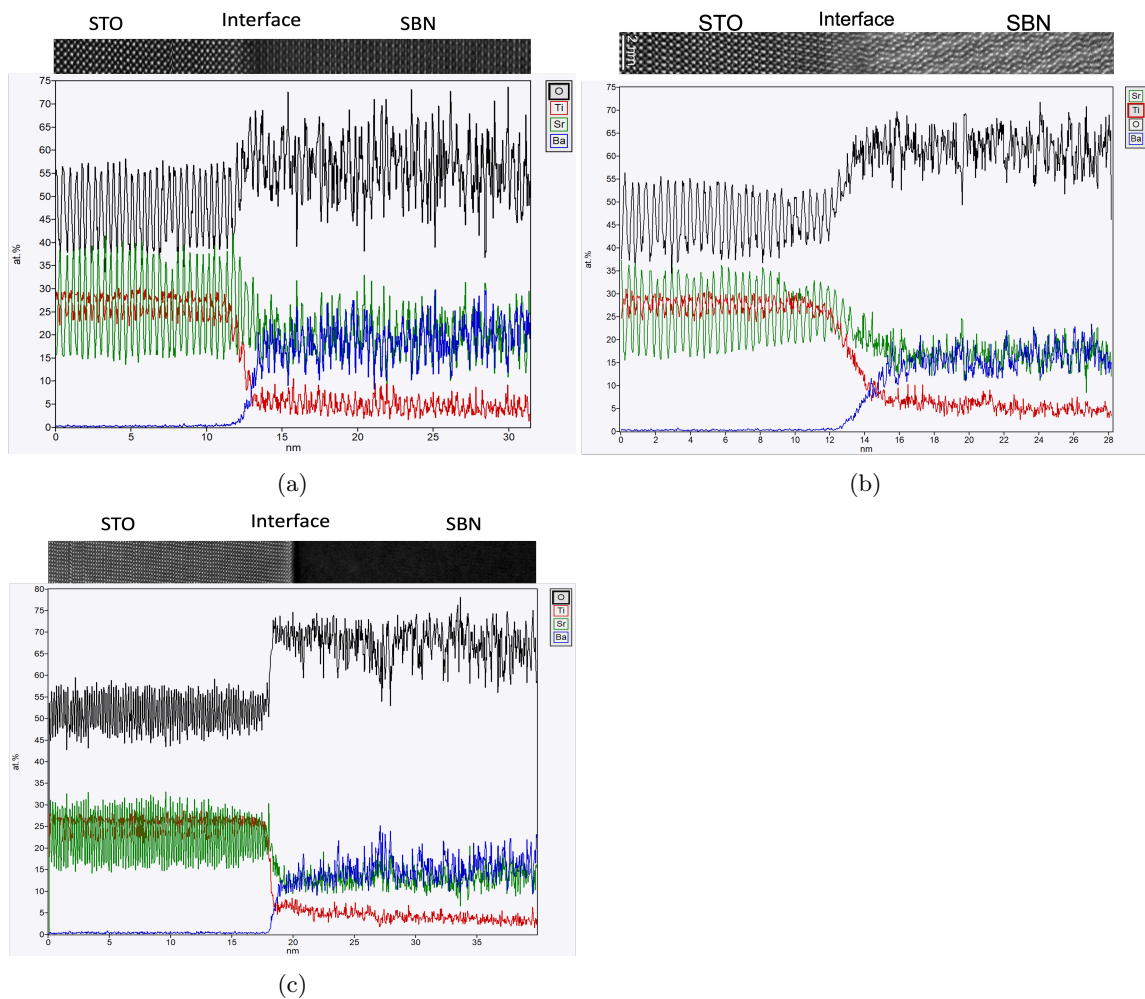 STO Interface SBN
75
70
65
60
55
50
45
40
35
30
25
20
15
10
5
0
at.%
0 5 10 15 20 25 30
nm
O
Ti
Sr
Ba
(a)
STO Interface SBN
2 nm
75
70
65
60
55
50
45
40
35
30
25
20
15
10
5
0
at.%
0 2 4 6 8 10 12 14 16 18 20 22 24 26 28
nm
Sr
Ti
O
Ba
(b)
STO Interface SBN
80
75
70
65
60
55
50
45
40
35
30
25
20
15
10
5
0
at.%
0 5 10 15 20 25 30 35
nm
O
Ti
Sr
Ba
(c)